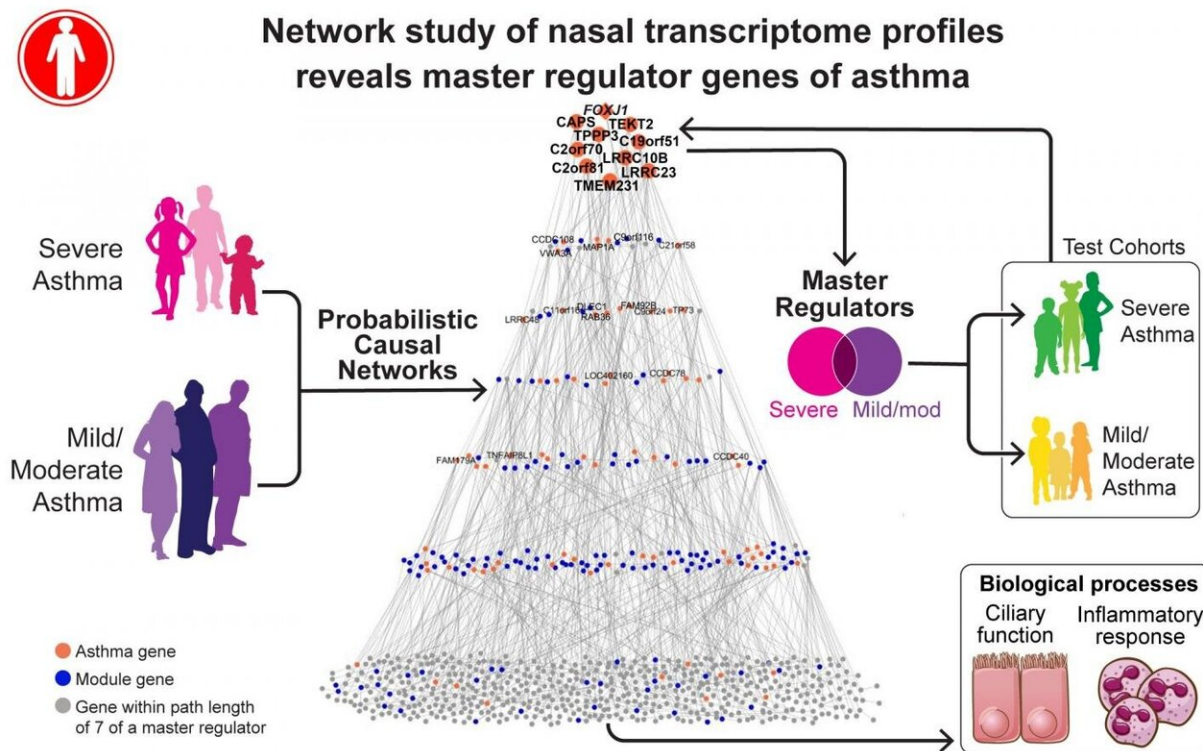 Network study of nasal transcriptome profiles
reveals master regulator genes of asthma
FOXJ1
CAPS
TEKT2
TPPP3
C19orf51
C2orf70
LRRC10B
C2orf81
LRRC23
TMEM231
Severe
Asthma
Mild/
Moderate
Asthma
Probabilistic
Causal
Networks
CCDC108
C9orf116
MAP1A
C21orf58
VWA3A
DLEC1
FAM92B
C11orf16
C9orf24
TP73
LRRC48
RAB36
LOC402160
CCDC78
FAM179A
TNFAIP8L1
CCDC40
Master
Regulators
Severe
Mild/mod
Test Cohorts
Severe
Asthma
Mild/
Moderate
Asthma
Asthma gene
Module gene
Gene within path length
of 7 of a master regulator
Biological processes
Ciliary
function
Inflammatory
response